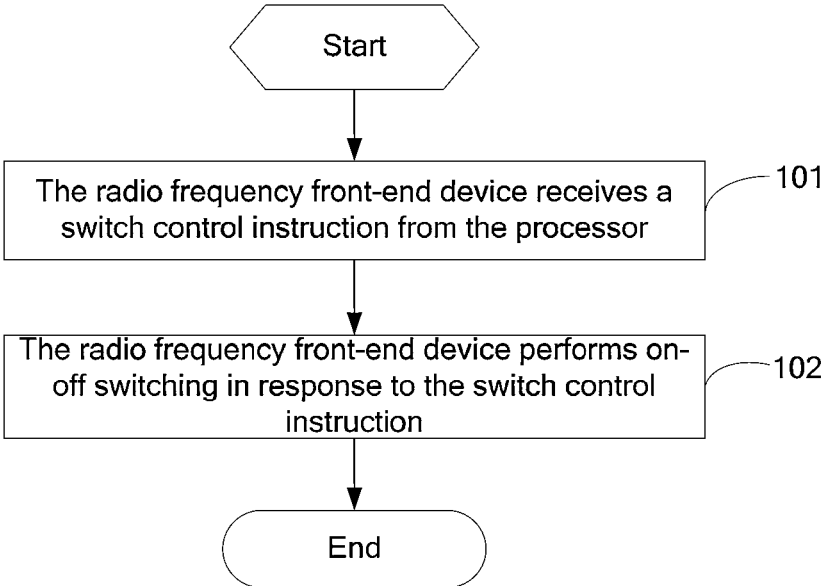 Start
The radio frequency front-end device receives a
switch control instruction from the processor
101
The radio frequency front-end device performs on-
off switching in response to the switch control
instruction
102
End